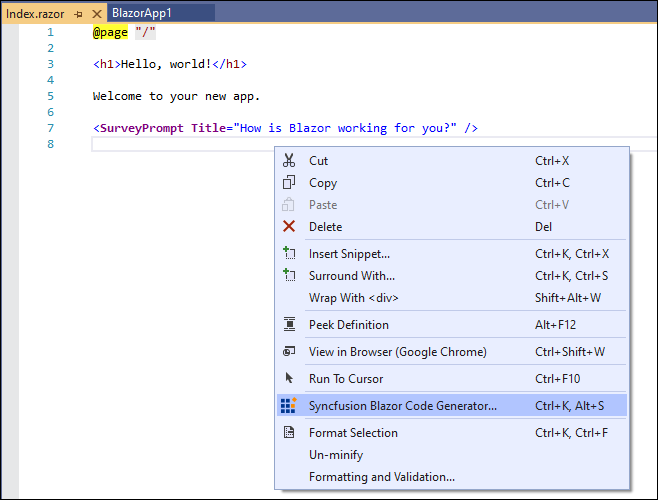 Index.razor BlazorApp1
1 @page "/"
2
3 <h1>Hello, world!</h1>
4
5 Welcome to your new app.
6
7 <SurveyPrompt Title="How is Blazor working for you?" />
8
Cut Ctrl+X
Copy Ctrl+C
Paste Ctrl+V
Delete Del
Insert Snippet... Ctrl+K, Ctrl+X
Surround With... Ctrl+K, Ctrl+S
Wrap With <div> Shift+Alt+W
Peek Definition Alt+F12
View in Browser (Google Chrome) Ctrl+Shift+W
Run To Cursor Ctrl+F10
Syncfusion Blazor Code Generator... Ctrl+K, Alt+S
Format Selection Ctrl+K, Ctrl+F
Un-minify
Formatting and Validation...